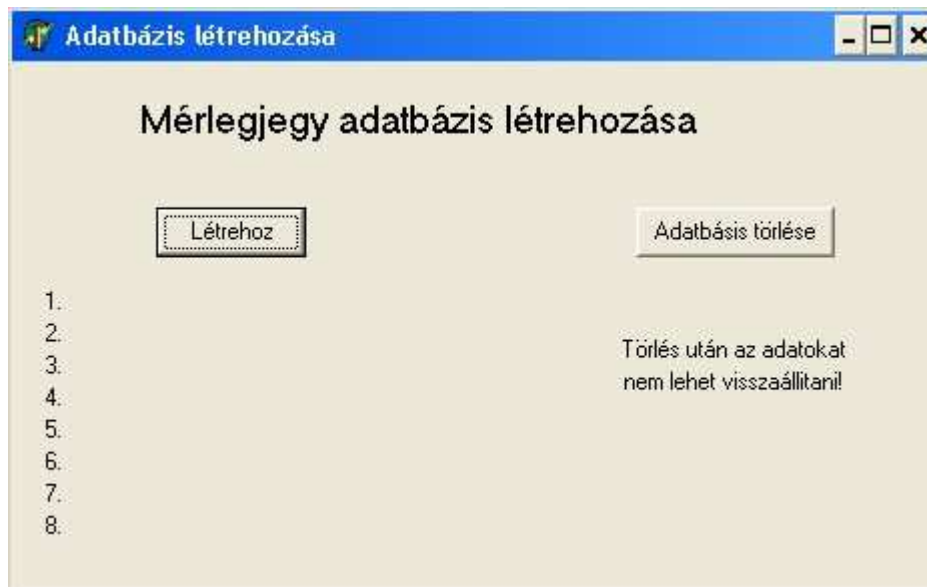 Adatbázis létrehozása
Mérlegjegy adatbázis létrehozása
Létrehoz
Adatbásis törlése
1.
2.
3.
4.
5.
6.
7.
8.
Törlés után az adatokat
nem lehet visszaállitani!